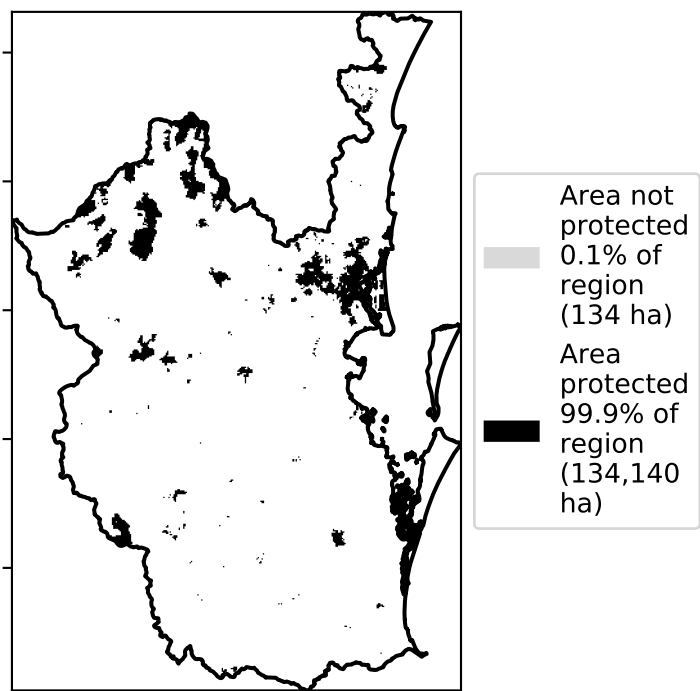 Area not
protected
0.1% of
region
(134 ha)
Area
protected
99.9% of
region
(134,140
ha)